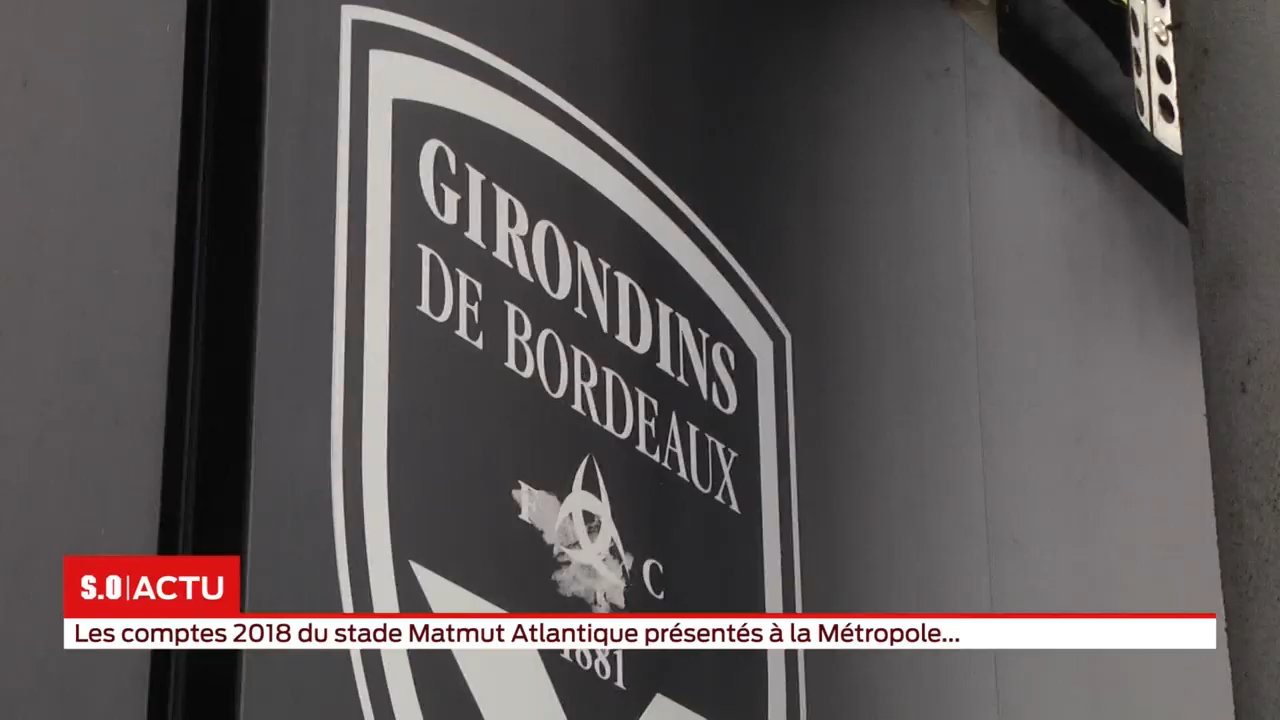 GIRONDINS
DE BORDEAUX
F C
S.O|ACTU
Les comptes 2018 du stade Matmut Atlantique présentés à la Métropole...
1881